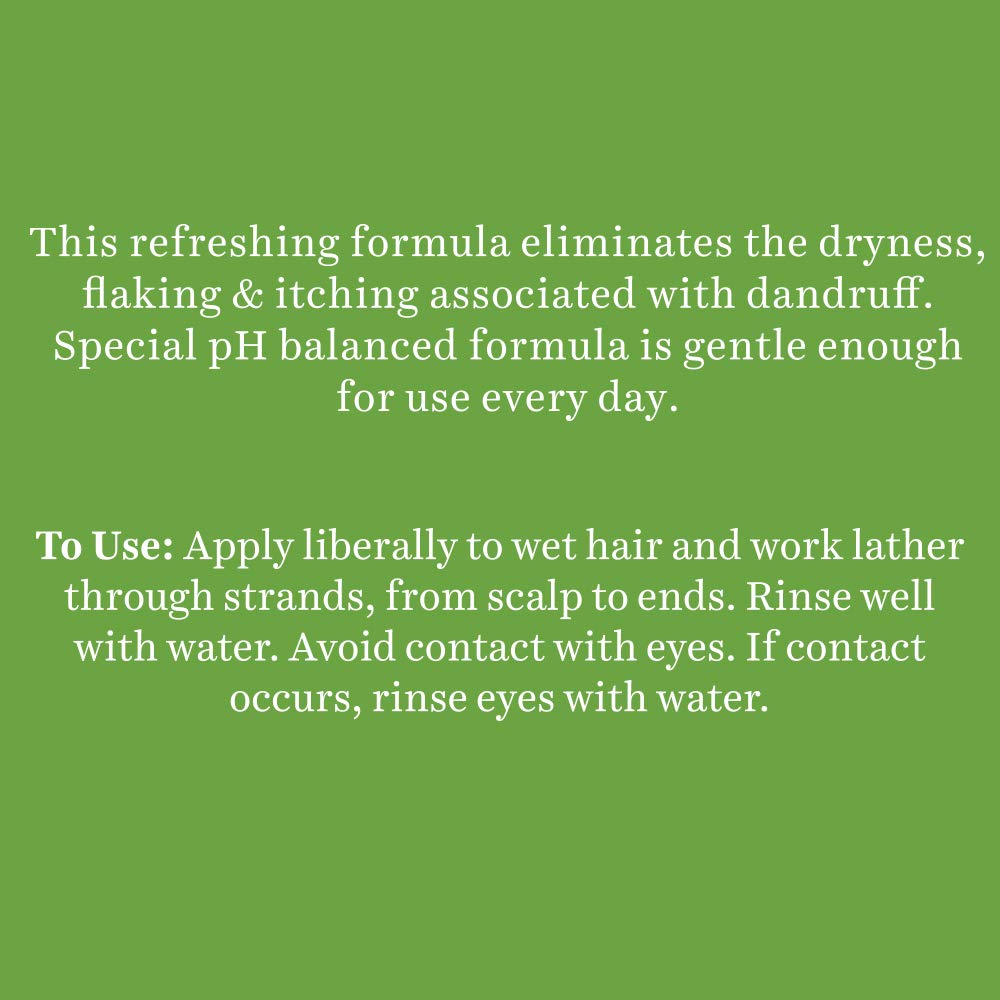 This refreshing formula eliminates the dryness,
flaking & itching associated with dandruff.
Special pH balanced formula is gentle enough
for use every day.
To Use: Apply liberally to wet hair and work lather
through strands, from scalp to ends. Rinse well
with water. Avoid contact with eyes. If contact
occurs, rinse eyes with water.